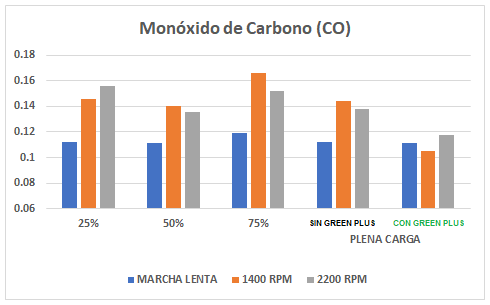 Monóxido de Carbono (CO)
0.18
0.16
0.14
0.12
0.1
0.08
0.06
25%
50%
75%
SIN GREEN PLUS
CON GREEN PLUS
PLENA CARGA
MARCHA LENTA
1400 RPM
2200 RPM